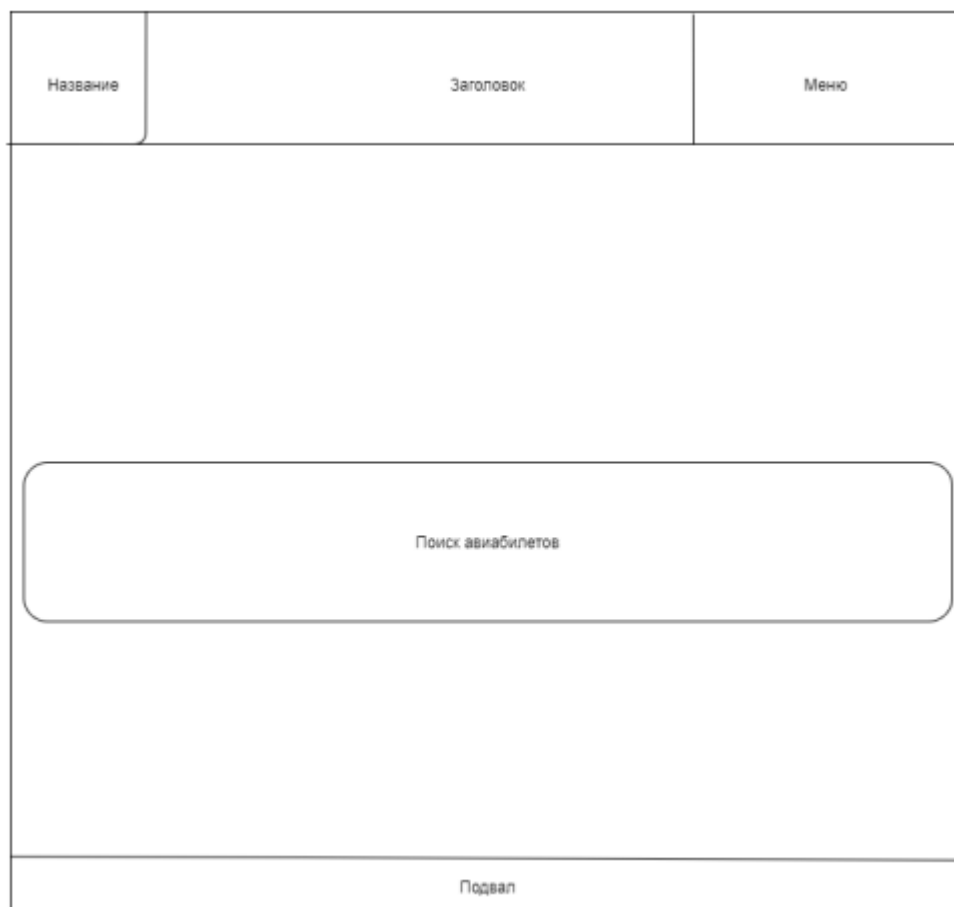 Название
Заголовок
Меню
Поиск авиабилетов
Подвал